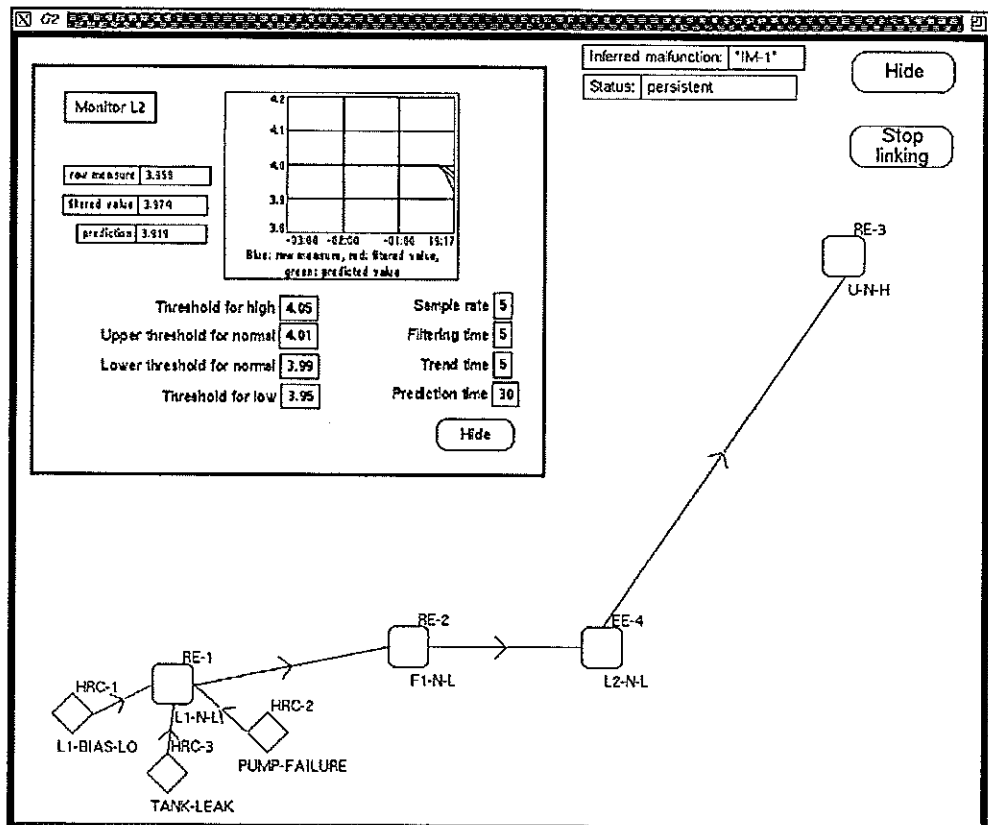 G2
Inferred malfunction: "IM-1"
Status: persistent
Hide
Stop
linking
Monitor L2
raw measure 3.959
filtered value 3.974
prediction 3.919
4.2
4.1
4.0
3.9
3.8
-03:00 -02:00 -01:00 15:17
Blue: raw measure, red: filtered value,
green: predicted value
Threshold for high 4.05
Upper threshold for normal 4.01
Lower threshold for normal 3.99
Threshold for low 3.95
Sample rate 5
Filtering time 5
Trend time 5
Prediction time 30
Hide
RE-3
U-N-H
RE-2
F1-N-L
EE-4
L2-N-L
RE-1
L1-N-L
HRC-1
L1-BIAS-LO
HRC-2
PUMP-FAILURE
HRC-3
TANK-LEAK